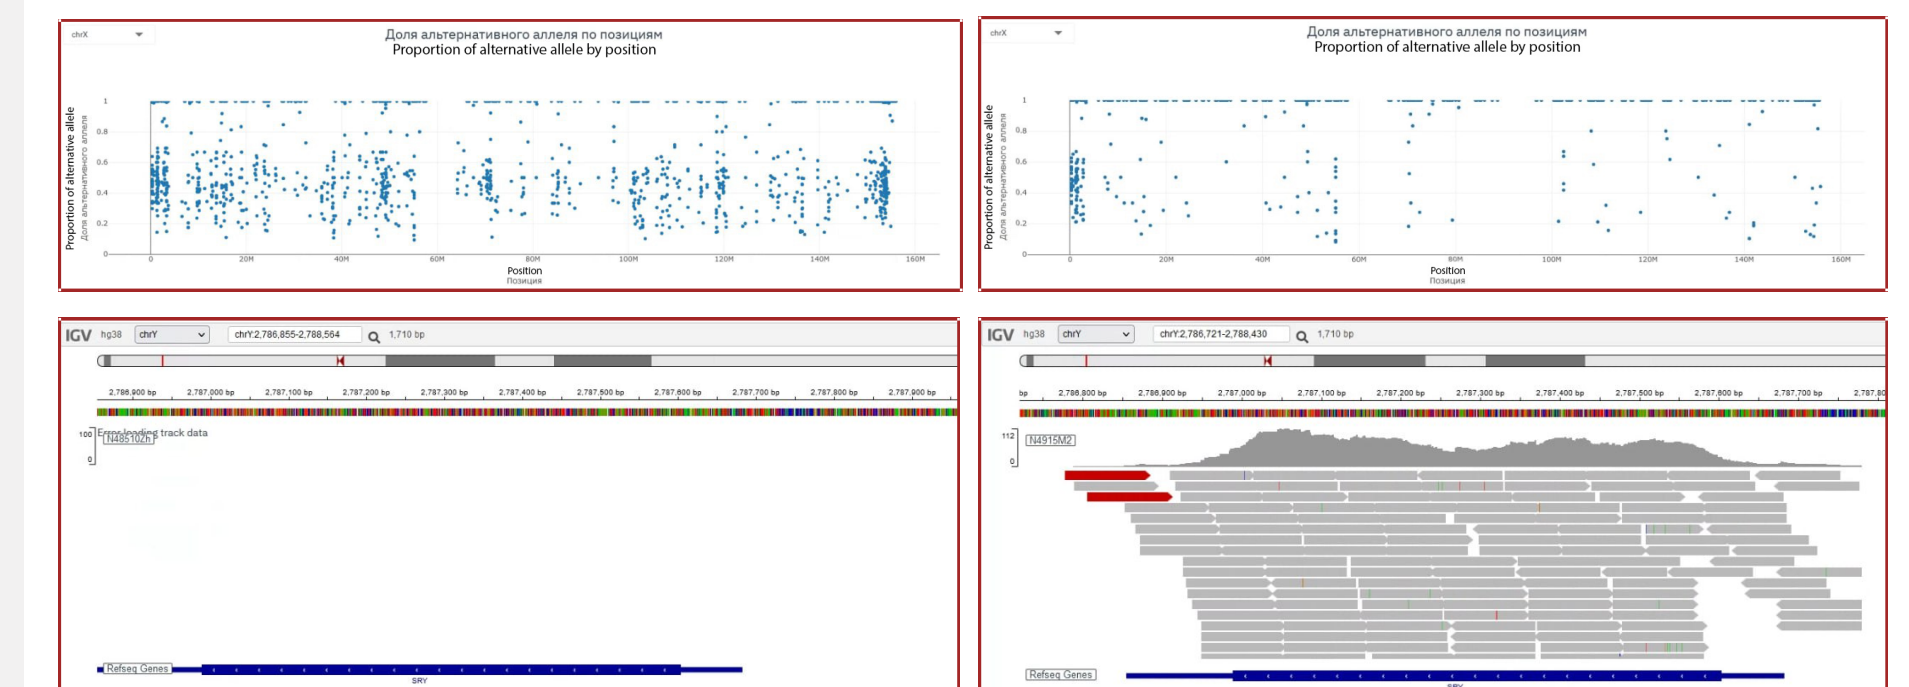 chrX
Доля альтернативного аллеля по позициям
Proportion of alternative allele by position
Proportion of alternative allele
Доля альтернативного аллеля
1
0.8
0.6
0.4
0.2
0
0 20M 40M 60M 80M 100M 120M 140M 160M
Position
Позиция
chrX
Доля альтернативного аллеля по позициям
Proportion of alternative allele by position
Proportion of alternative allele
Доля альтернативного аллеля
1
0.8
0.6
0.4
0.2
0
0 20M 40M 60M 80M 100M 120M 140M 160M
Position
Позиция
IGV hg38 chrY chrY:2,786,855-2,788,564 1,710 bp
2,786,900 bp 2,787,000 bp 2,787,100 bp 2,787,200 bp 2,787,300 bp 2,787,400 bp 2,787,500 bp 2,787,600 bp 2,787,700 bp 2,787,800 bp 2,787,900 bp
100
Error loading track data
N48510Zh
0
Refseq Genes
SRY
IGV hg38 chrY chrY:2,786,721-2,788,430 1,710 bp
bp 2,786,800 bp 2,786,900 bp 2,787,000 bp 2,787,100 bp 2,787,200 bp 2,787,300 bp 2,787,400 bp 2,787,500 bp 2,787,600 bp 2,787,700 bp 2,787,80
112
N4915M2
0
Refseq Genes
SRY